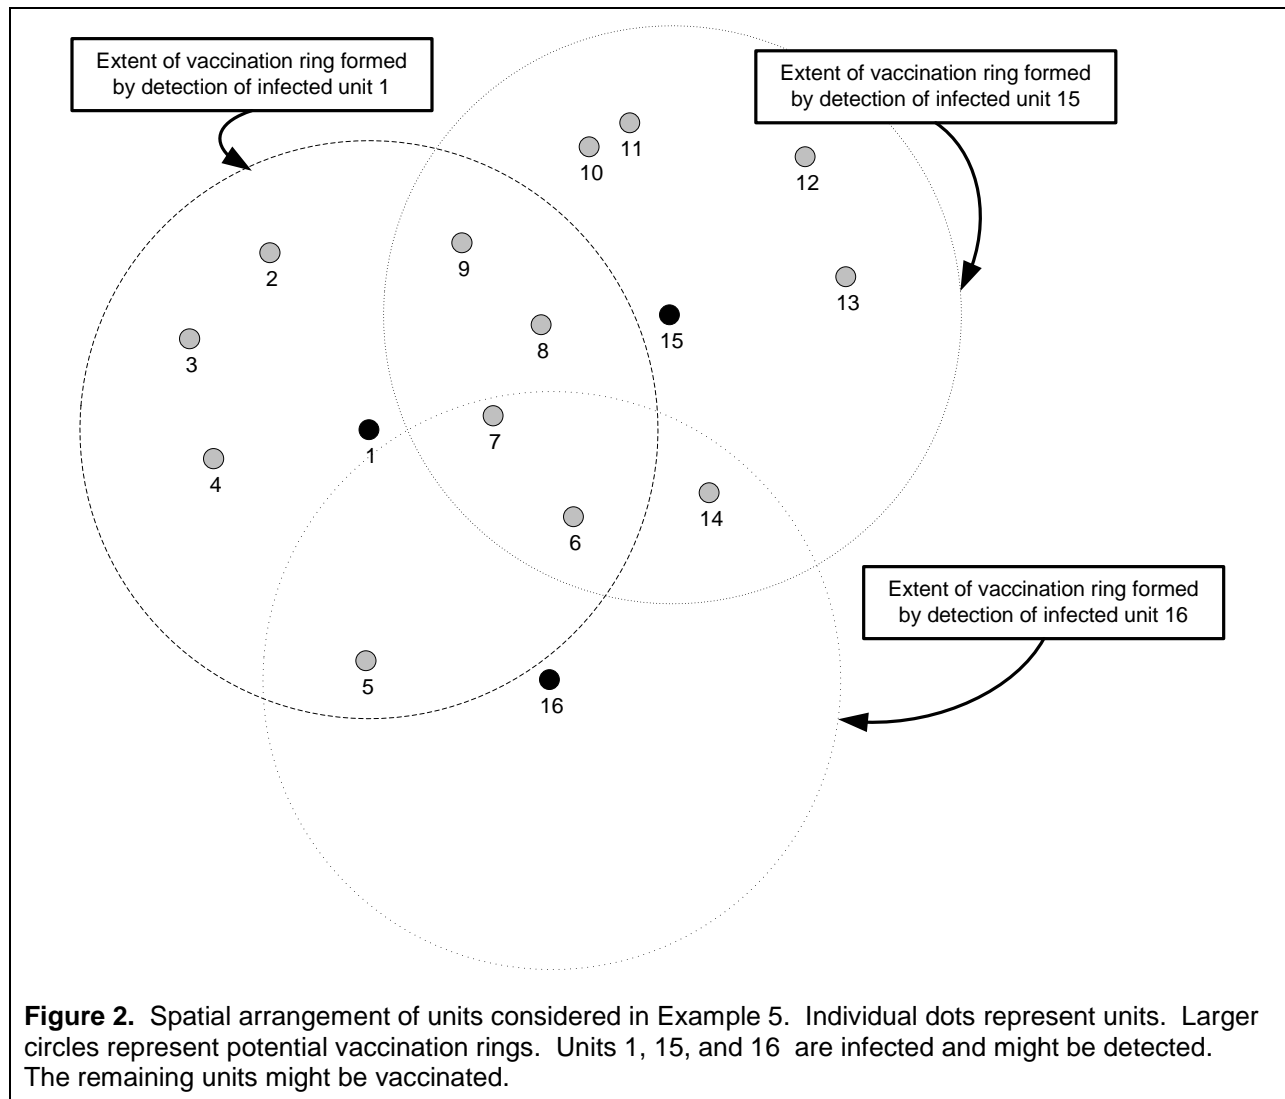 Extent of vaccination ring formed
by detection of infected unit 1
Extent of vaccination ring formed
by detection of infected unit 15
11
10
12
9
2
13
15
8
3
7
1
4
14
6
Extent of vaccination ring formed
by detection of infected unit 16
5
16
Figure 2. Spatial arrangement of units considered in Example 5. Individual dots represent units. Larger
circles represent potential vaccination rings. Units 1, 15, and 16 are infected and might be detected.
The remaining units might be vaccinated.